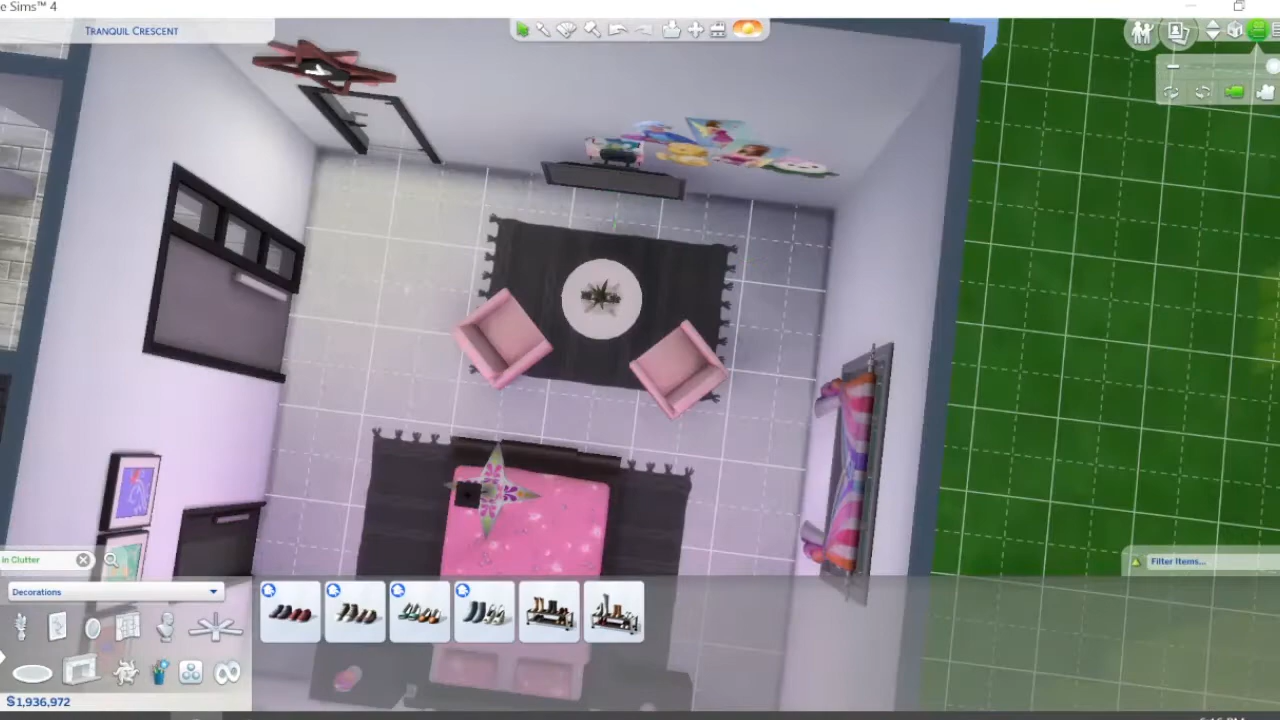 e Sims™ 4
TRANQUIL CRESCENT
in Clutter
Filter Items...
Decorations
§1,936,972